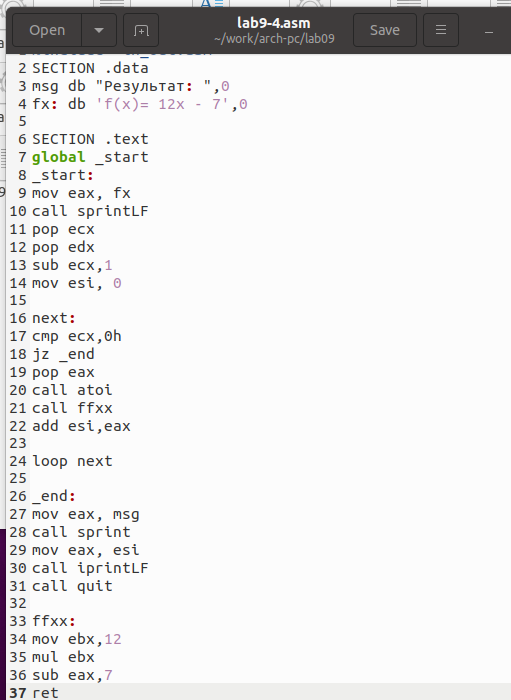 Open
lab9-4.asm
~/work/arch-pc/lab09
Save
2 SECTION .data
3 msg db "Результат: ",0
4 fx: db 'f(x)= 12x - 7',0
5
6 SECTION .text
7 global _start
8 _start:
9 mov eax, fx
10 call sprintLF
11 pop ecx
12 pop edx
13 sub ecx,1
14 mov esi, 0
15
16 next:
17 cmp ecx,0h
18 jz _end
19 pop eax
20 call atoi
21 call ffxx
22 add esi,eax
23
24 loop next
25
26 _end:
27 mov eax, msg
28 call sprint
29 mov eax, esi
30 call iprintLF
31 call quit
32
33 ffxx:
34 mov ebx,12
35 mul ebx
36 sub eax,7
37 ret